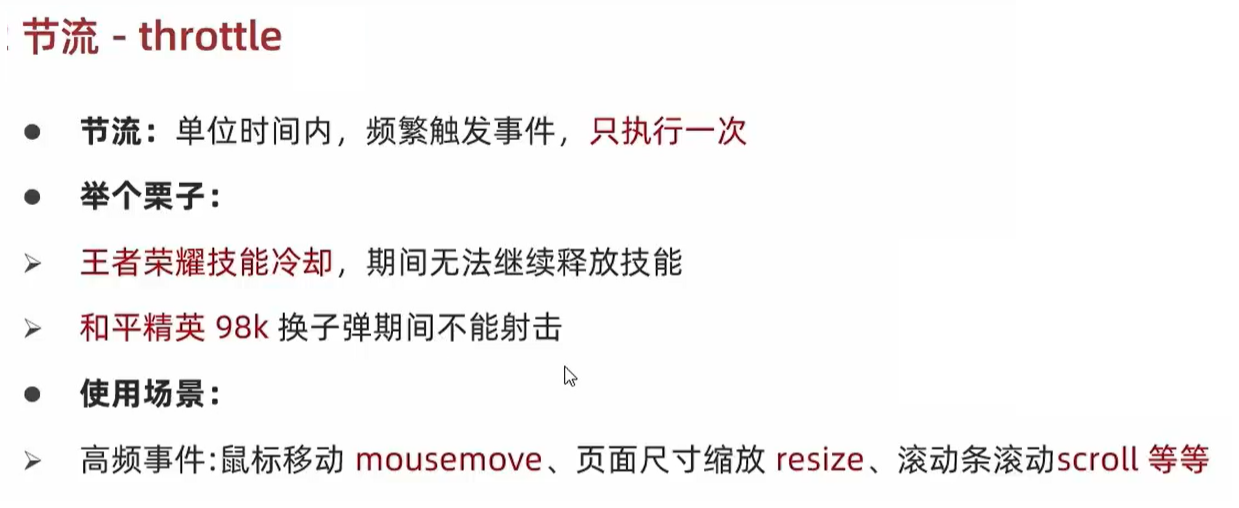 节流 - throttle
节流：单位时间内，频繁触发事件，只执行一次
举个栗子：
王者荣耀技能冷却，期间无法继续释放技能
和平精英 98k 换子弹期间不能射击
使用场景：
高频事件:鼠标移动 mousemove、页面尺寸缩放 resize、滚动条滚动scroll 等等